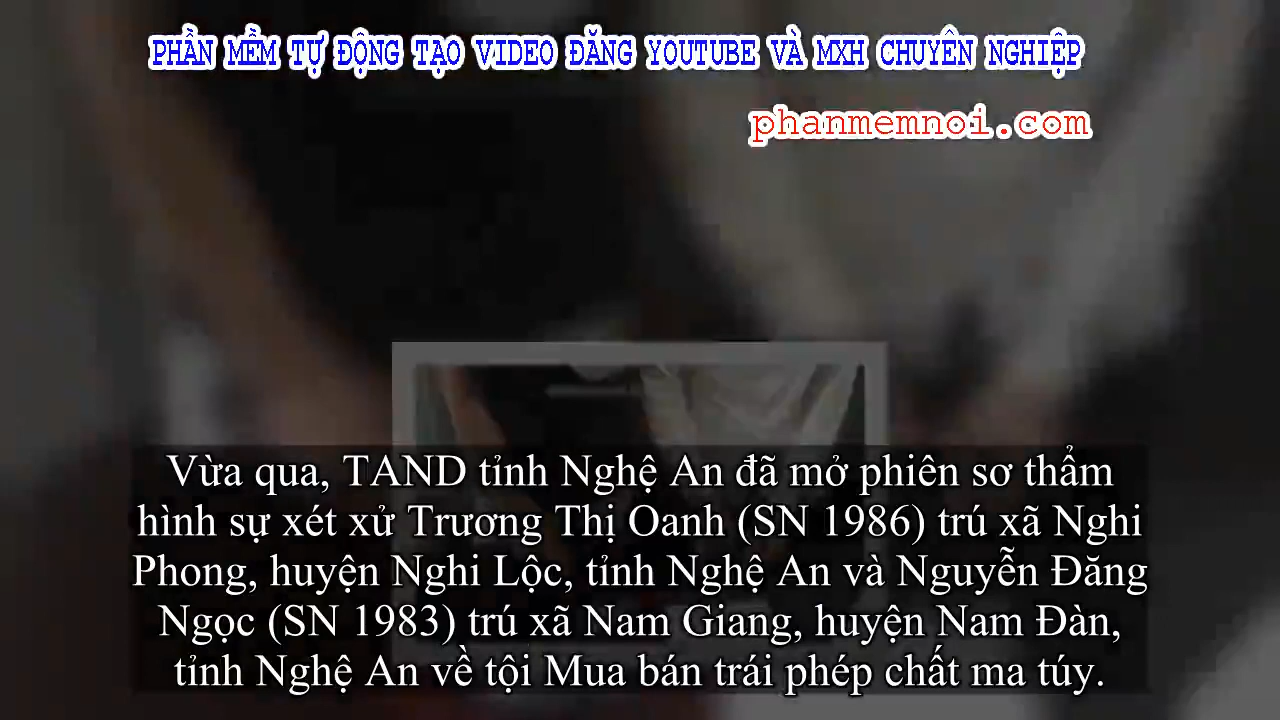 PHẦN MỀM TỰ ĐỘNG TẠO VIDEO ĐĂNG YOUTUBE VÀ MXH CHUYÊN NGHIỆP
phanmemnoi.com
Vừa qua, TAND tỉnh Nghệ An đã mở phiên sơ thẩm
hình sự xét xử Trương Thị Oanh (SN 1986) trú xã Nghi
Phong, huyện Nghi Lộc, tỉnh Nghệ An và Nguyễn Đăng
Ngọc (SN 1983) trú xã Nam Giang, huyện Nam Đàn,
tỉnh Nghệ An về tội Mua bán trái phép chất ma túy.